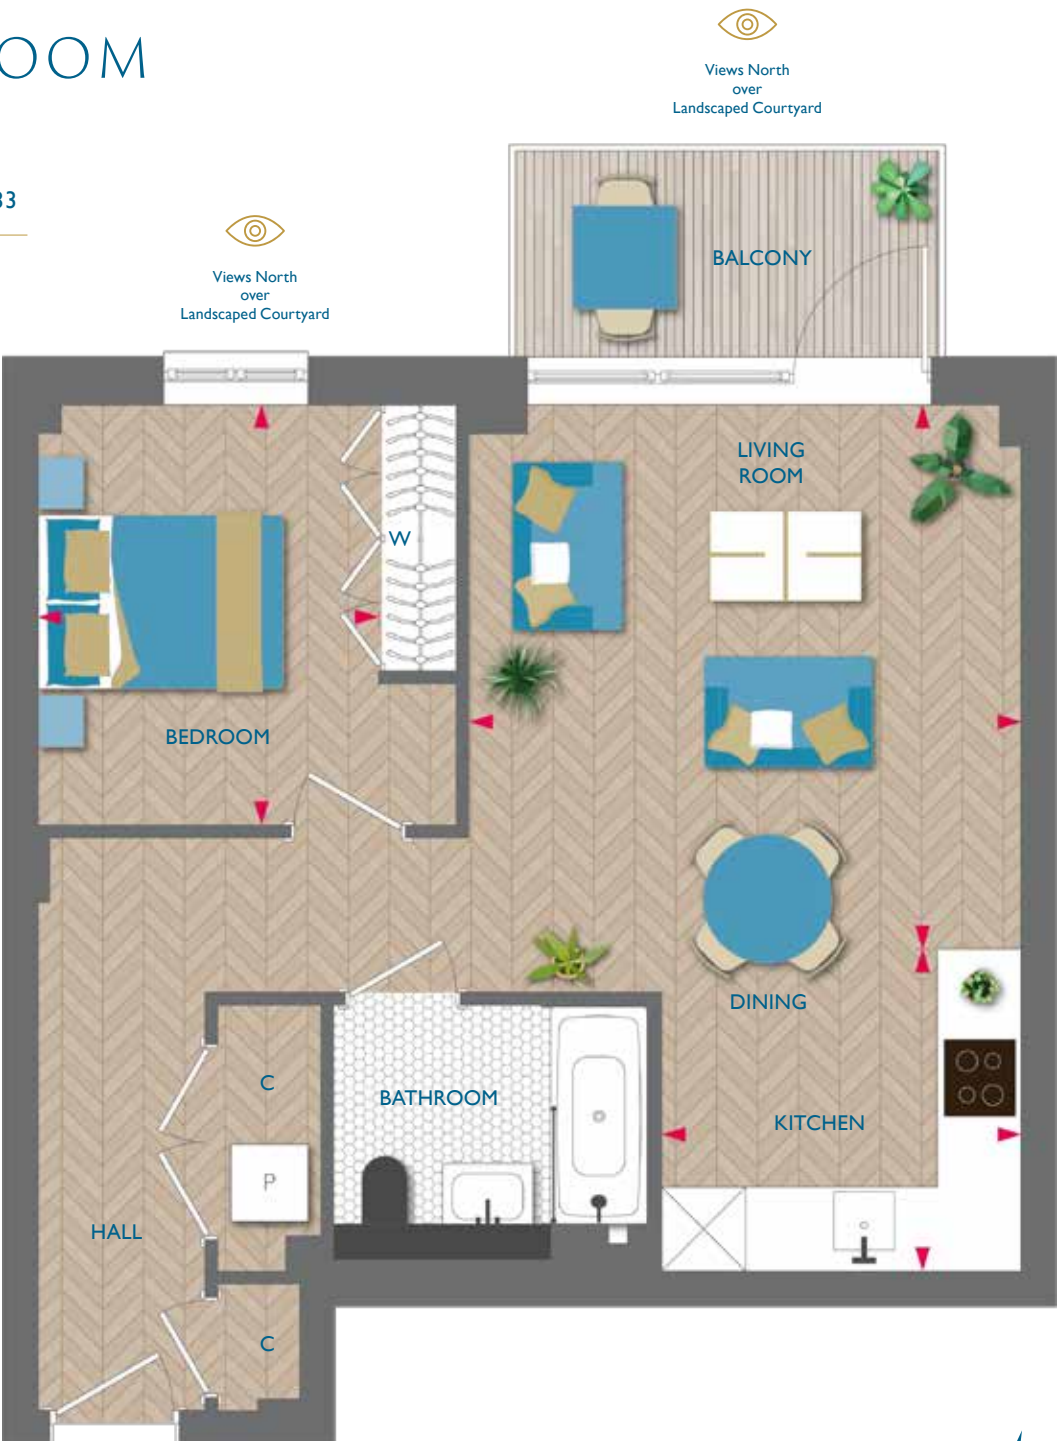 OOM
33
Views North
over
Landscaped Courtyard
Views North
over
Landscaped Courtyard
BALCONY
LIVING
ROOM
W
BEDROOM
DINING
C
BATHROOM
KITCHEN
P
HALL
C